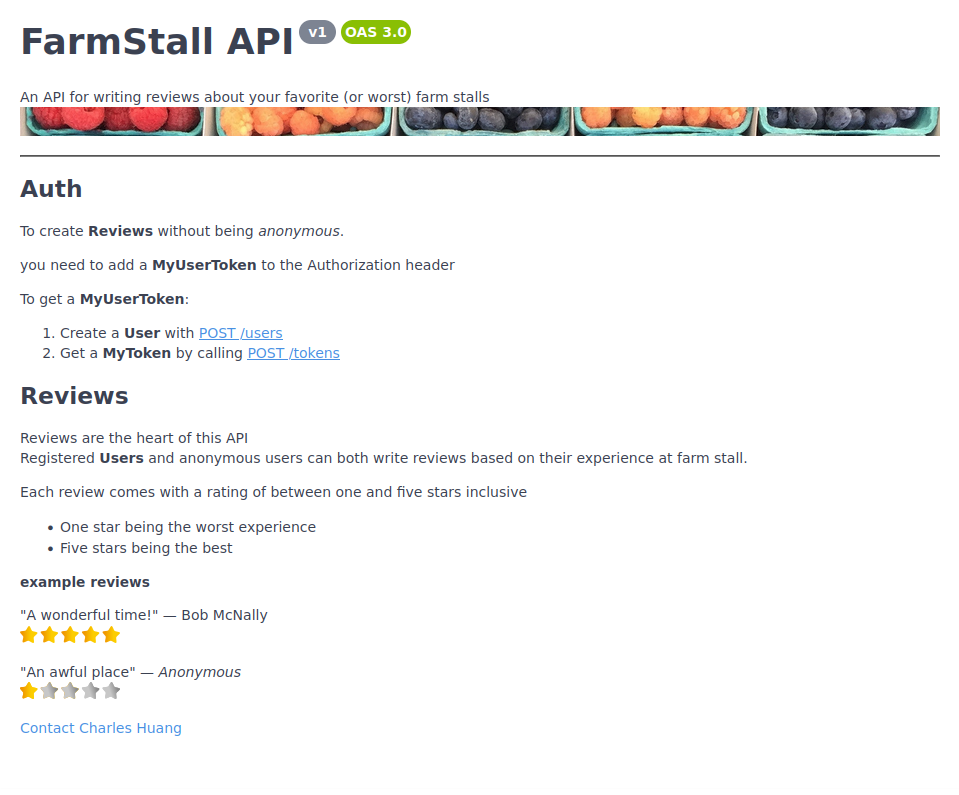 FarmStall API v1 OAS 3.0
An API for writing reviews about your favorite (or worst) farm stalls
Auth
To create Reviews without being anonymous.
you need to add a MyUserToken to the Authorization header
To get a MyUserToken:
1. Create a User with POST /users
2. Get a MyToken by calling POST /tokens
Reviews
Reviews are the heart of this API
Registered Users and anonymous users can both write reviews based on their experience at farm stall.
Each review comes with a rating of between one and five stars inclusive
• One star being the worst experience
• Five stars being the best
example reviews
"A wonderful time!" — Bob McNally
"An awful place" — Anonymous
Contact Charles Huang